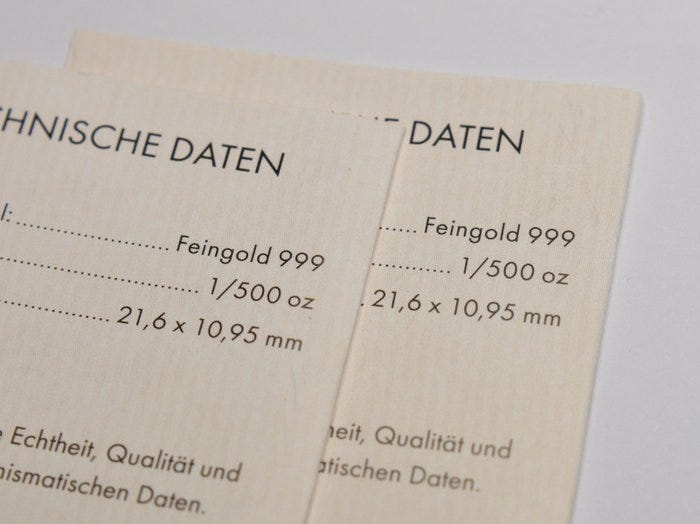 CHNISCHE DATEN
l:.................................... Feingold 999
.................................... 1/500 oz
.................... 21,6 x 10,95 mm
Echtheit, Qualität und
nismatischen Daten.
DATEN
...... Feingold 999
............ 1/500 oz
. 21,6 x 10,95 mm
heit, Qualität und
atischen Daten.